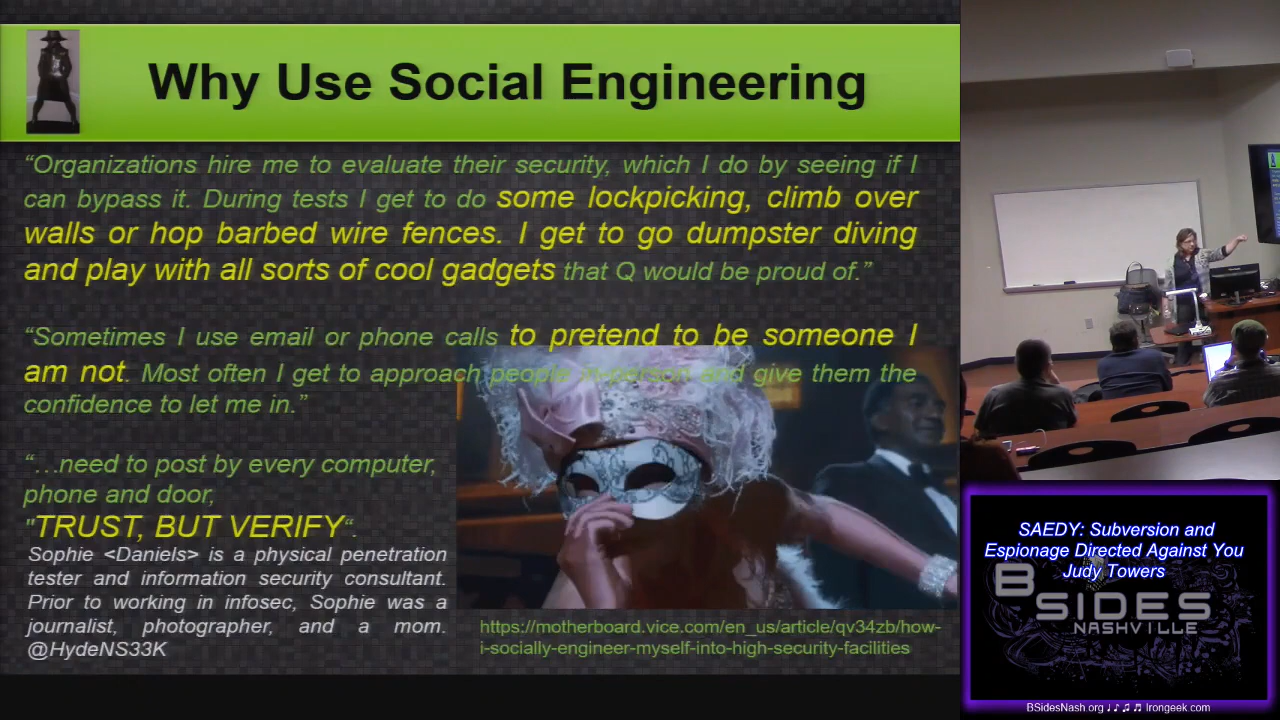 Why Use Social Engineering
“Organizations hire me to evaluate their security, which I do by seeing if I
can bypass it. During tests I get to do some lockpicking, climb over
walls or hop barbed wire fences. I get to go dumpster diving
and play with all sorts of cool gadgets that Q would be proud of.”
“Sometimes I use email or phone calls to pretend to be someone I
am not. Most often I get to approach people in-person and give them the
confidence to let me in.”
“…need to post by every computer,
phone and door,
"TRUST, BUT VERIFY“.
Sophie <Daniels> is a physical penetration
tester and information security consultant.
Prior to working in infosec, Sophie was a
journalist, photographer, and a mom.
@HydeNS33K
https://motherboard.vice.com/en_us/article/qv34zb/how-
i-socially-engineer-myself-into-high-security-facilities
SAEDY: Subversion and
Espionage Directed Against You
Judy Towers
BSIDES
NASHVILLE
BSidesNash.org ♩♪♫♬ Irongeek.com